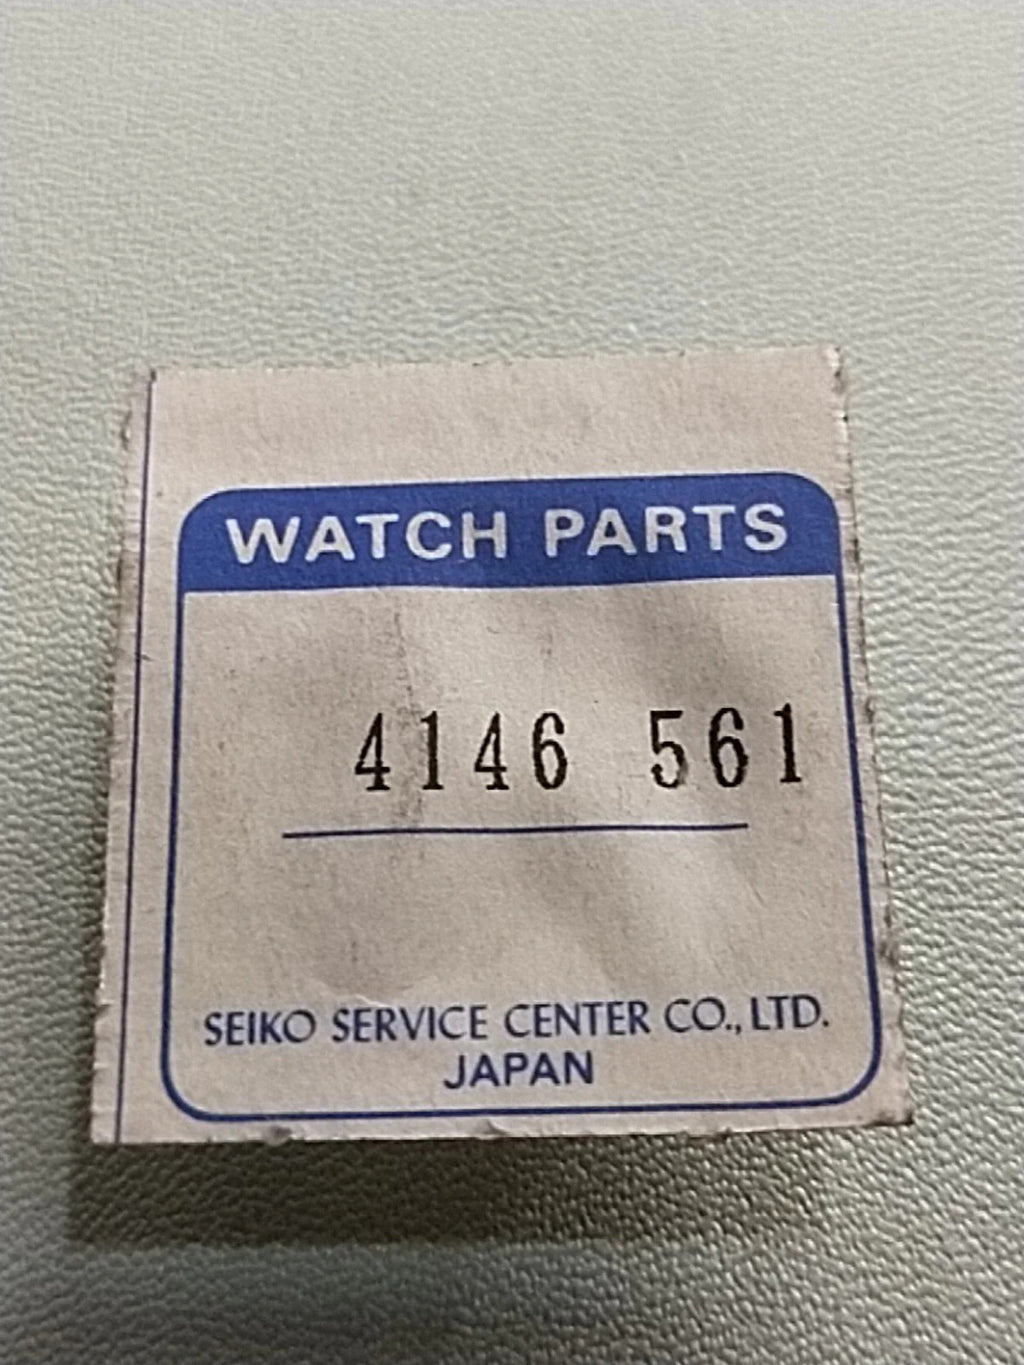 WATCH PARTS
4146 561
SEIKO SERVICE CENTER CO., LTD.
JAPAN